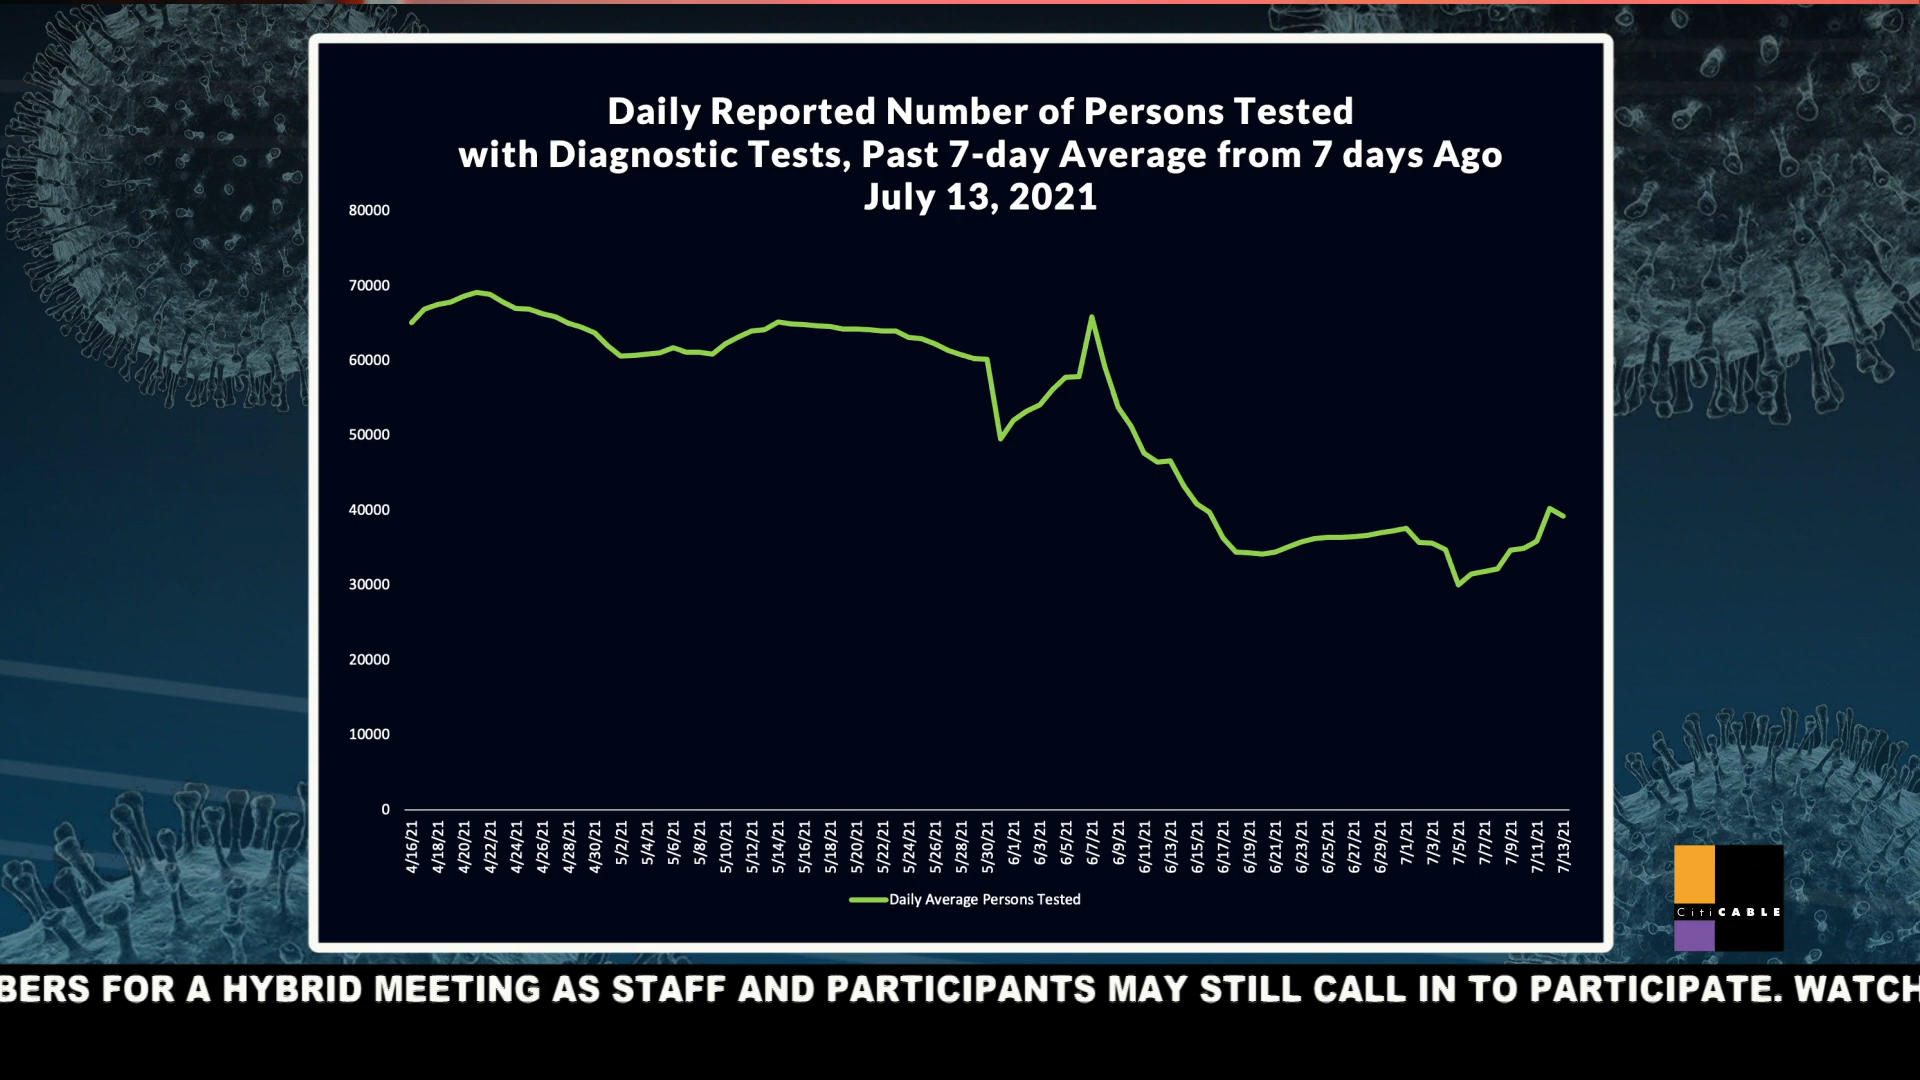 Daily Reported Number of Persons Tested
with Diagnostic Tests, Past 7-day Average from 7 days Ago
July 13, 2021
80000
70000
60000
50000
40000
30000
20000
10000
0
4/16/21 4/18/21 4/20/21 4/22/21 4/24/21 4/26/21 4/28/21 4/30/21 5/2/21 5/4/21 5/6/21 5/8/21 5/10/21 5/12/21 5/14/21 5/16/21 5/18/21 5/20/21 5/22/21 5/24/21 5/26/21 5/28/21 5/30/21 6/1/21 6/3/21 6/5/21 6/7/21 6/9/21 6/11/21 6/13/21 6/15/21 6/17/21 6/19/21 6/21/21 6/23/21 6/25/21 6/27/21 6/29/21 7/1/21 7/3/21 7/5/21 7/7/21 7/9/21 7/11/21 7/13/21
Daily Average Persons Tested
CitiCABLE
BERS FOR A HYBRID MEETING AS STAFF AND PARTICIPANTS MAY STILL CALL IN TO PARTICIPATE. WATCH